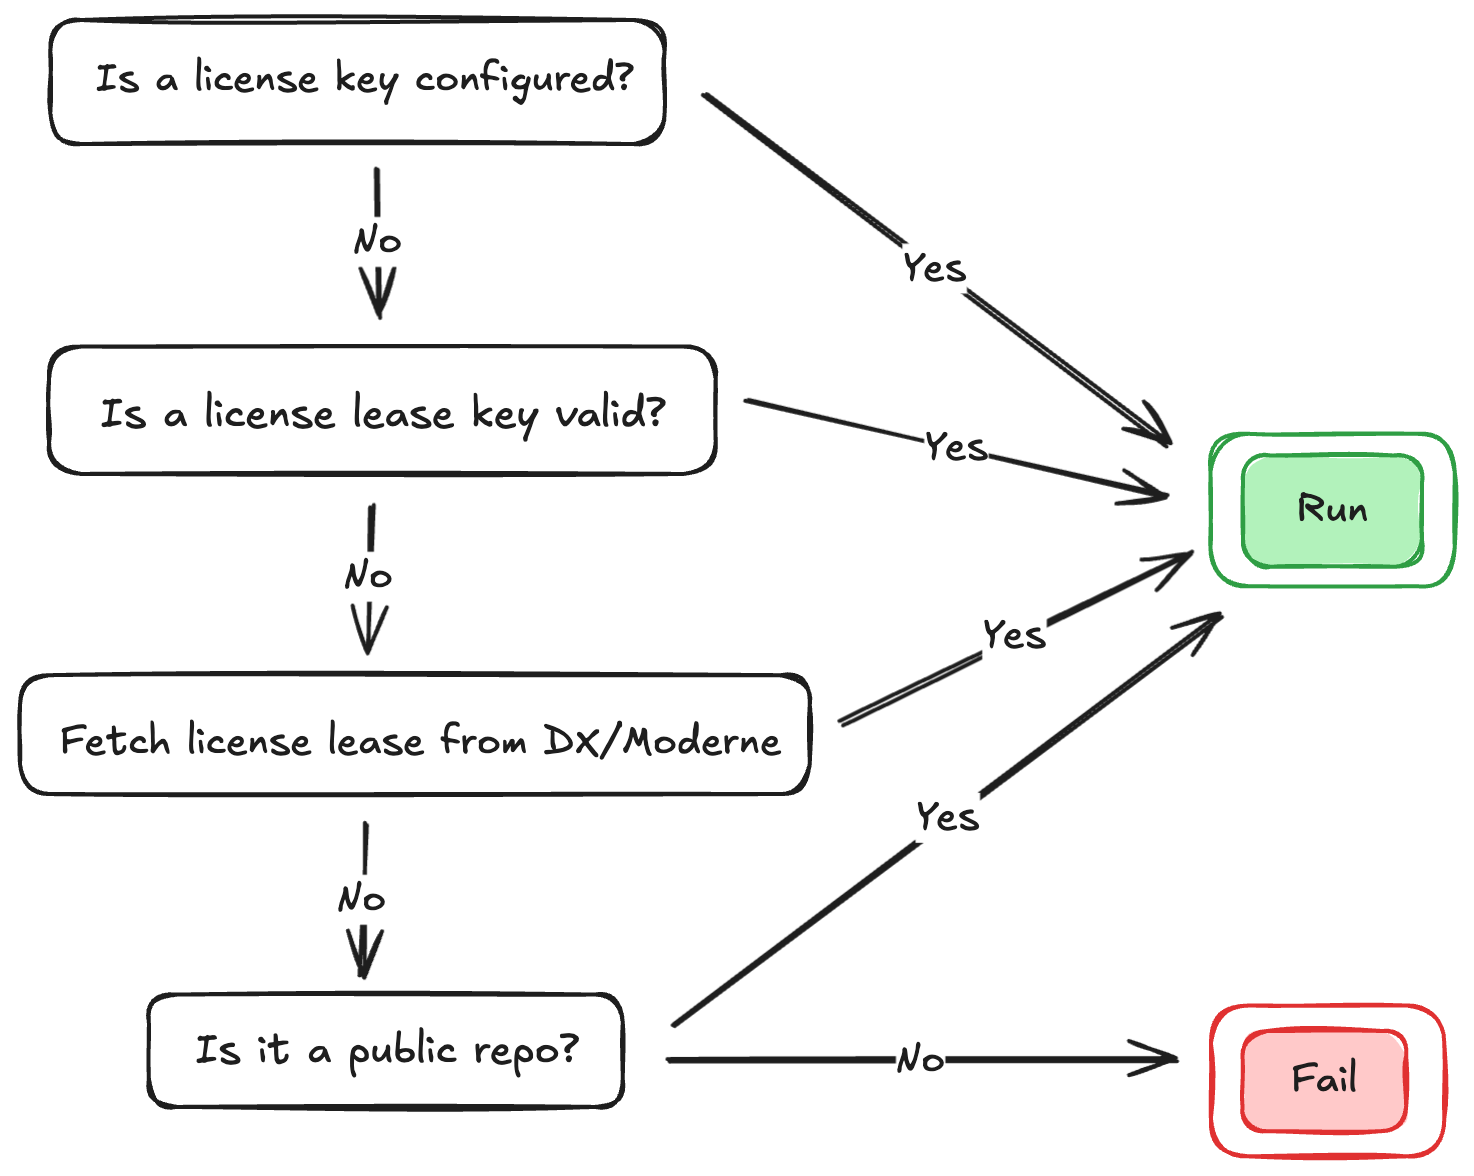 Is a license key configured?
No
Yes
Is a license lease key valid?
Yes
Run
No
Yes
Fetch license lease from DX/Moderne
Yes
No
Is it a public repo?
No
Fail